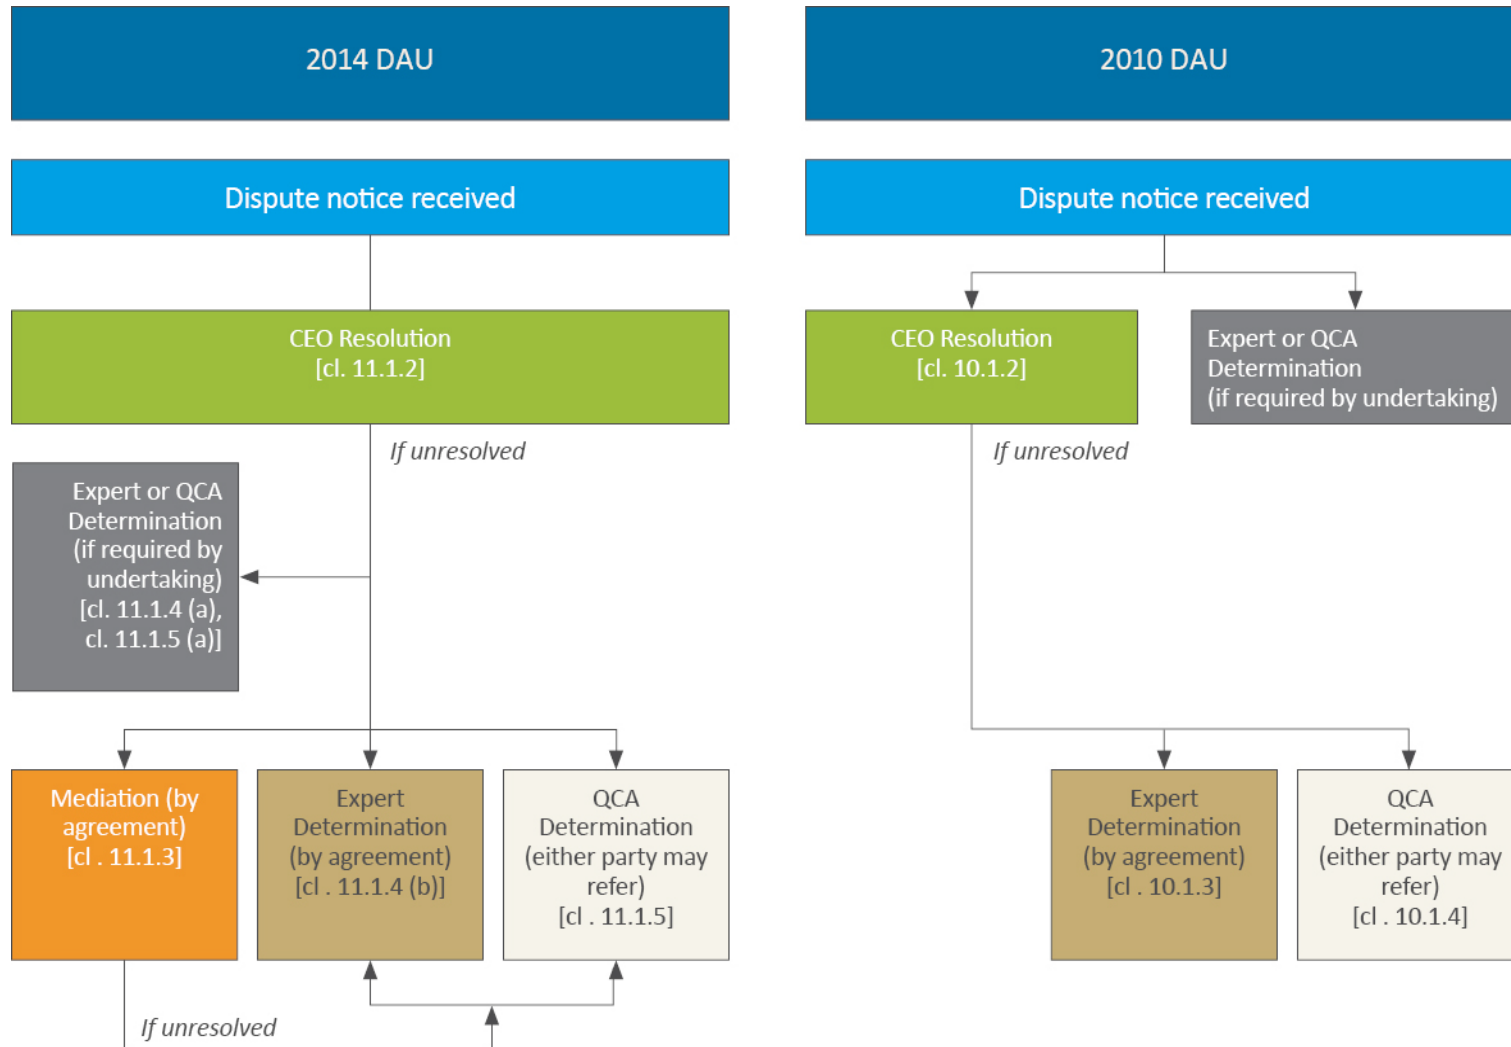 2014 DAU
Dispute notice received
CEO Resolution
[cl. 11.1.2]
If unresolved
Expert or QCA
Determination
(if required by
undertaking)
[cl. 11.1.4 (a),
cl. 11.1.5 (a)]
Mediation (by
agreement)
[cl . 11.1.3]
Expert
Determination
(by agreement)
[cl . 11.1.4 (b)]
QCA
Determination
(either party may
refer)
[cl . 11.1.5]
If unresolved
2010 DAU
Dispute notice received
CEO Resolution
[cl. 10.1.2]
Expert or QCA
Determination
(if required by undertaking)
If unresolved
Expert
Determination
(by agreement)
[cl . 10.1.3]
QCA
Determination
(either party may
refer)
[cl . 10.1.4]